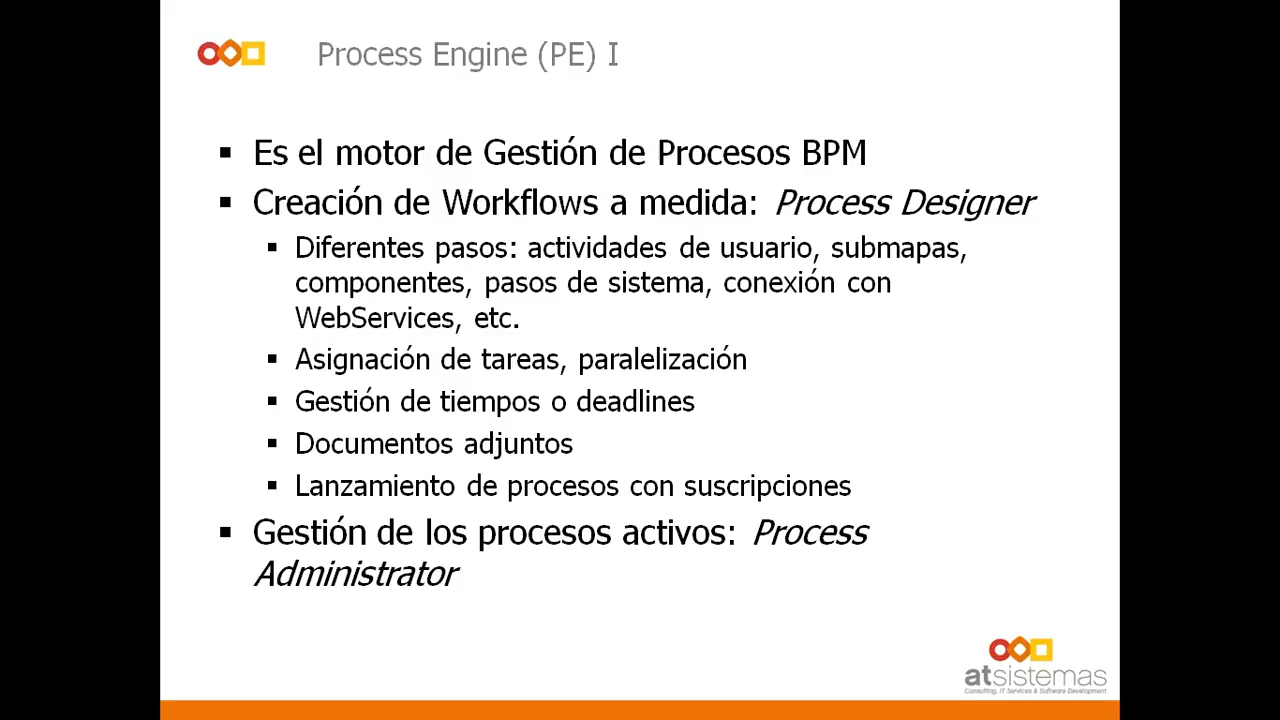 Process Engine (PE) I
▪ Es el motor de Gestión de Procesos BPM
▪ Creación de Workflows a medida: Process Designer
▪ Diferentes pasos: actividades de usuario, submapas,
componentes, pasos de sistema, conexión con
WebServices, etc.
▪ Asignación de tareas, paralelización
▪ Gestión de tiempos o deadlines
▪ Documentos adjuntos
▪ Lanzamiento de procesos con suscripciones
▪ Gestión de los procesos activos: Process
Administrator
atsistemas
Consulting, IT Services & Software Development